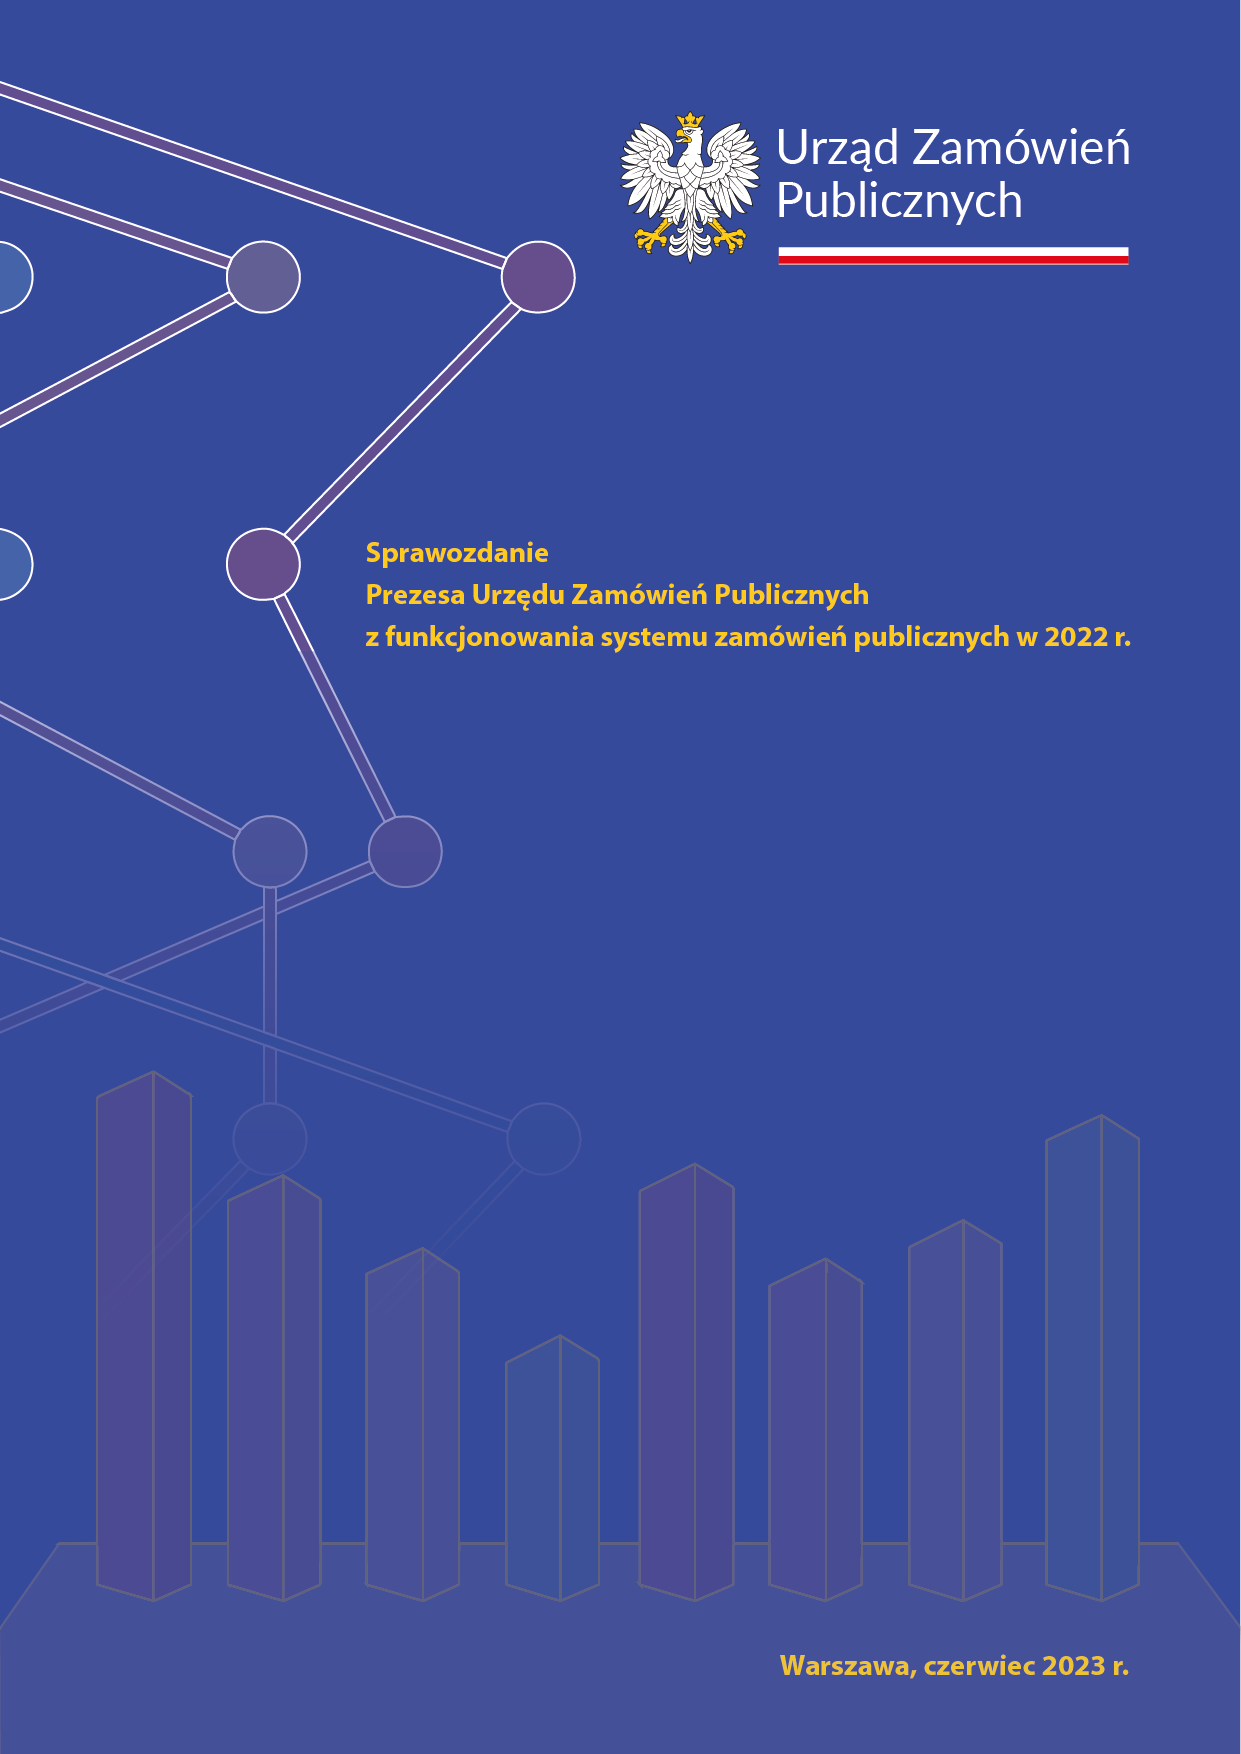 Urząd Zamówień
Publicznych
Sprawozdanie
Prezesa Urzędu Zamówień Publicznych
z funkcjonowania systemu zamówień publicznych w 2022 r.
Warszawa, czerwiec 2023 r.